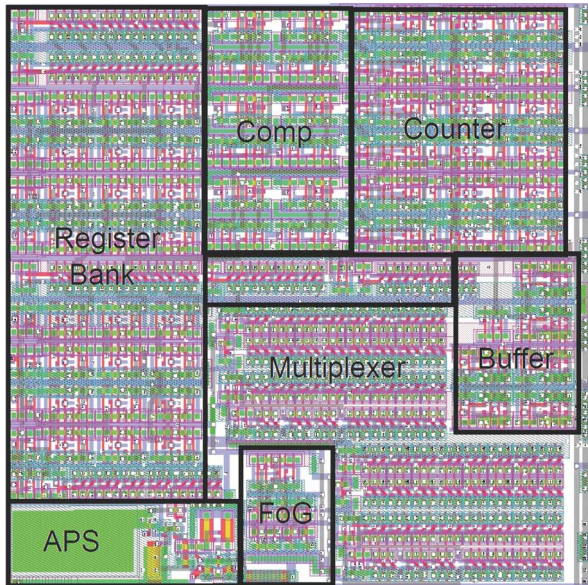 Comp
Counter
Register
Bank
Multiplexer
Buffer
APS
FoG